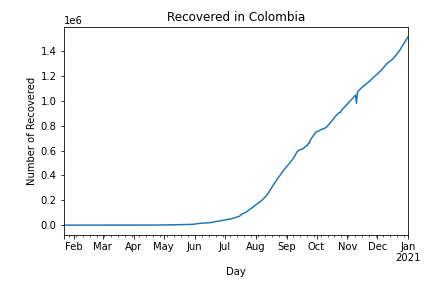 Recovered in Colombia
1e6
1.4
1.2
1.0
0.8
0.6
0.4
0.2
0.0
Number of Recovered
Feb Mar Apr May Jun Jul Aug Sep Oct Nov Dec Jan
2021
Day